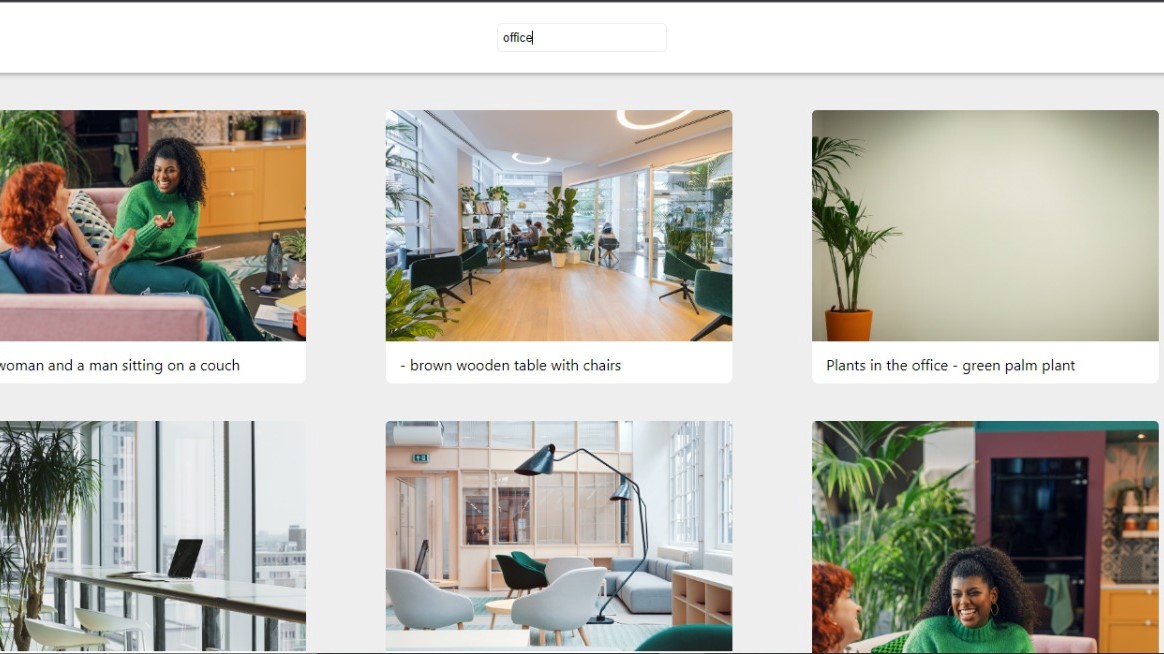 office
woman and a man sitting on a couch
- brown wooden table with chairs
Plants in the office - green palm plant